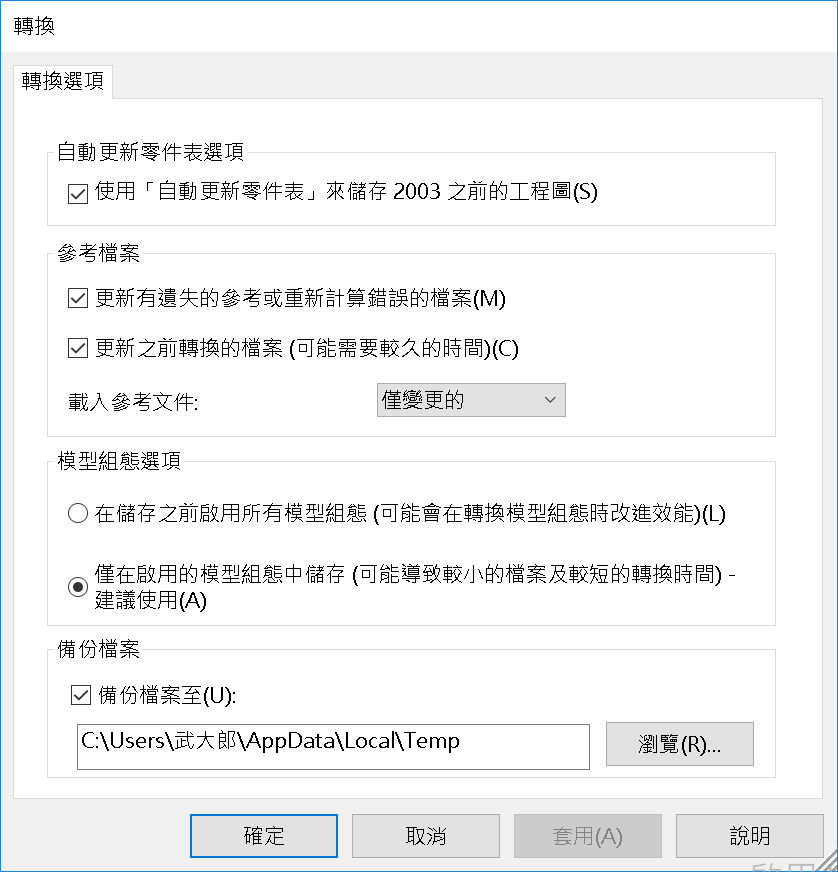 轉換
轉換選項
自動更新零件表選項
使用「自動更新零件表」來儲存 2003 之前的工程圖(S)
參考檔案
更新有遺失的參考或重新計算錯誤的檔案(M)
更新之前轉換的檔案 (可能需要較久的時間)(C)
載入參考文件: 僅變更的
模型組態選項
在儲存之前啟用所有模型組態 (可能會在轉換模型組態時改進效能)(L)
僅在啟用的模型組態中儲存 (可能導致較小的檔案及較短的轉換時間) -
建議使用(A)
備份檔案
備份檔案至(U):
C:\Users\武大郎\AppData\Local\Temp 瀏覽(R)...
確定 取消 套用(A) 說明